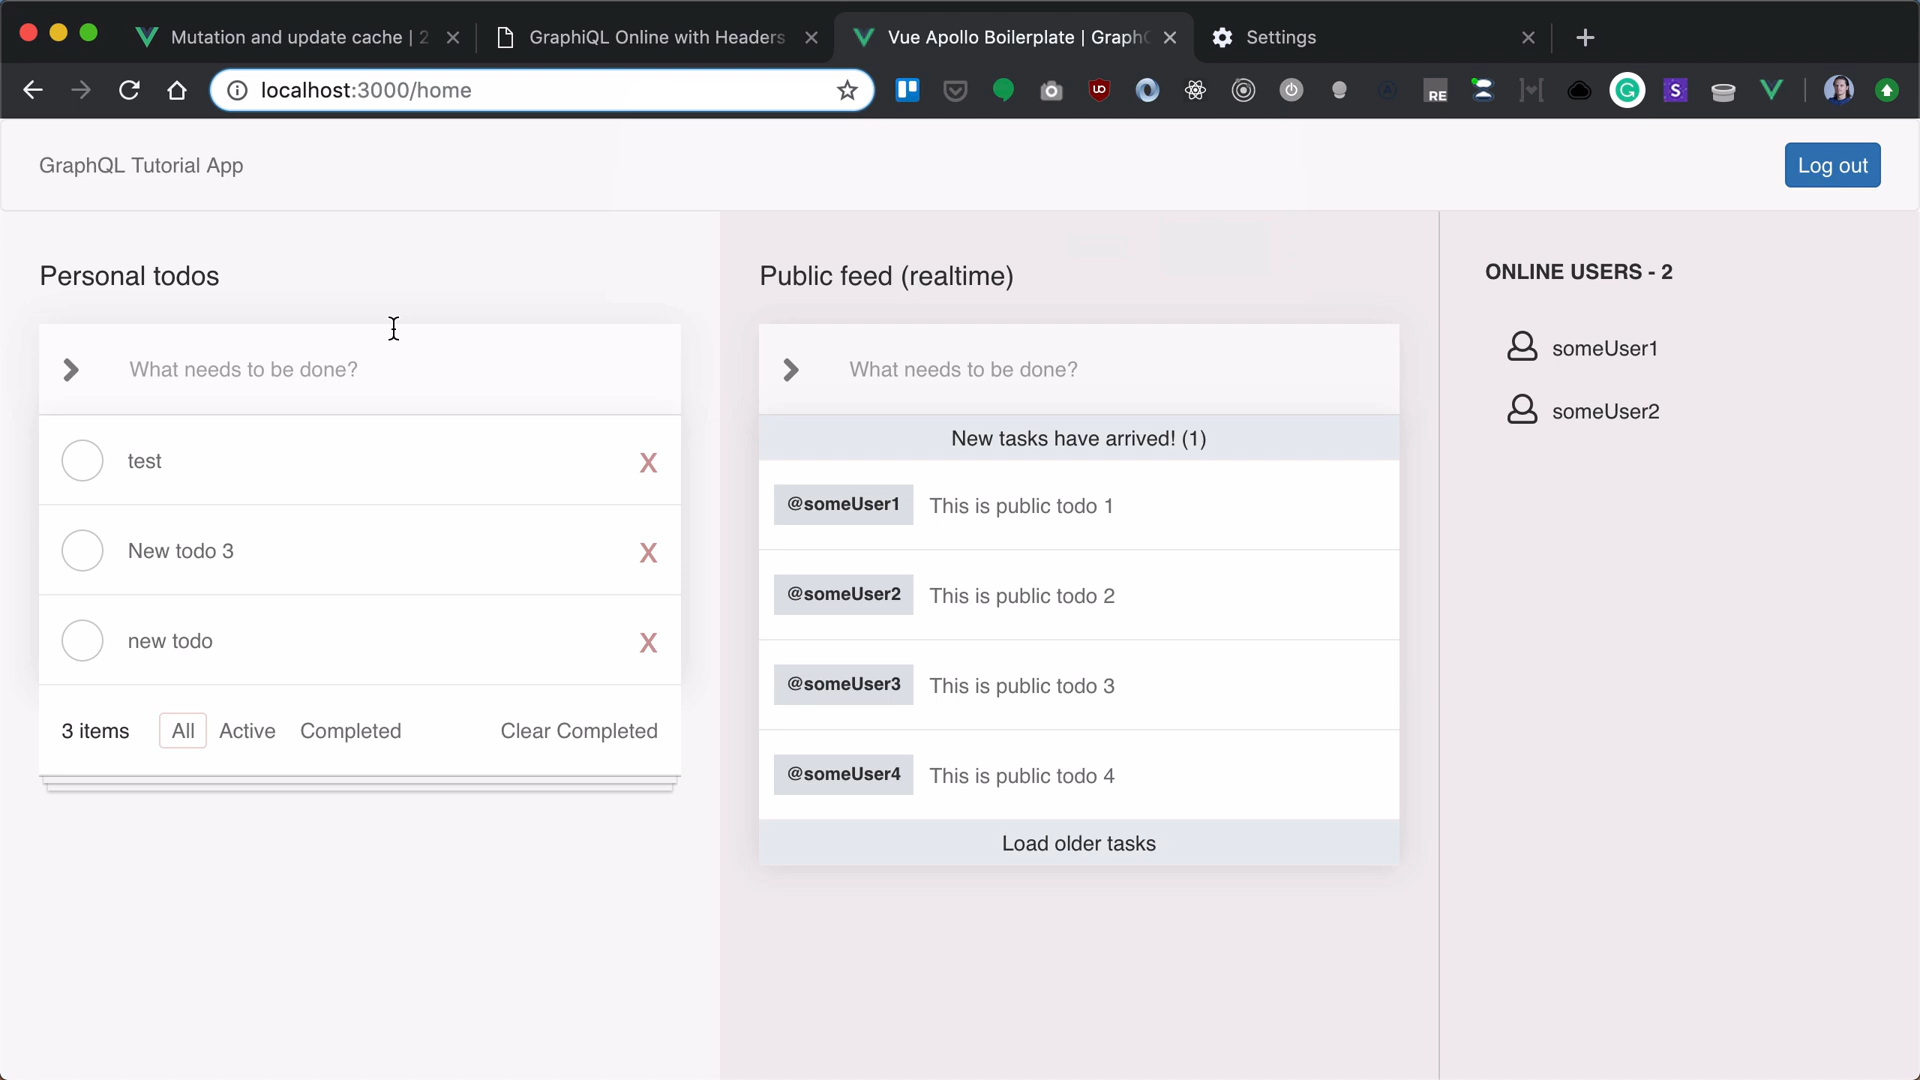 Mutation and update cache | 2
GraphiQL Online with Headers
Vue Apollo Boilerplate | Graph
Settings
localhost:3000/home
UD
RE
S
GraphQL Tutorial App
Log out
Personal todos
What needs to be done?
test
X
New todo 3
X
new todo
X
3 items
All
Active
Completed
Clear Completed
Public feed (realtime)
What needs to be done?
New tasks have arrived! (1)
@someUser1 This is public todo 1
@someUser2 This is public todo 2
@someUser3 This is public todo 3
@someUser4 This is public todo 4
Load older tasks
ONLINE USERS - 2
someUser1
someUser2